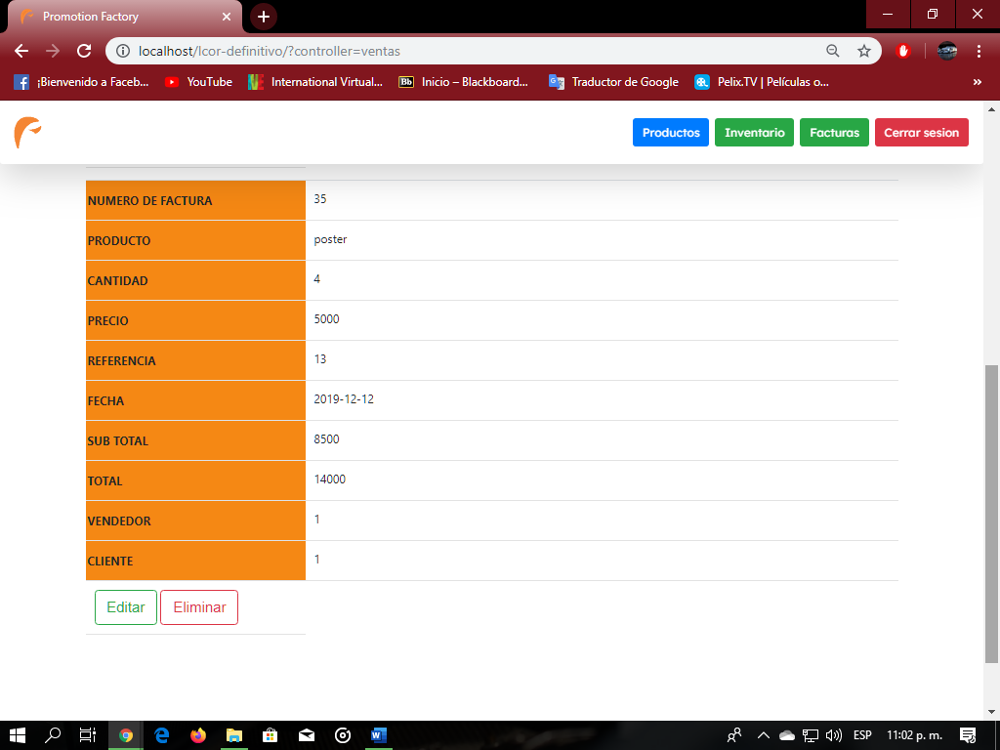 Promotion Factory
localhost/lcor-definitivo/?controller=ventas
¡Bienvenido a Faceb... YouTube International Virtual... Bb Inicio – Blackboard... Traductor de Google Pelix.TV | Películas o... »
Productos Inventario Facturas Cerrar sesion
NUMERO DE FACTURA 35
PRODUCTO poster
CANTIDAD 4
PRECIO 5000
REFERENCIA 13
FECHA 2019-12-12
SUB TOTAL 8500
TOTAL 14000
VENDEDOR 1
CLIENTE 1
Editar Eliminar
ESP 11:02 p. m.